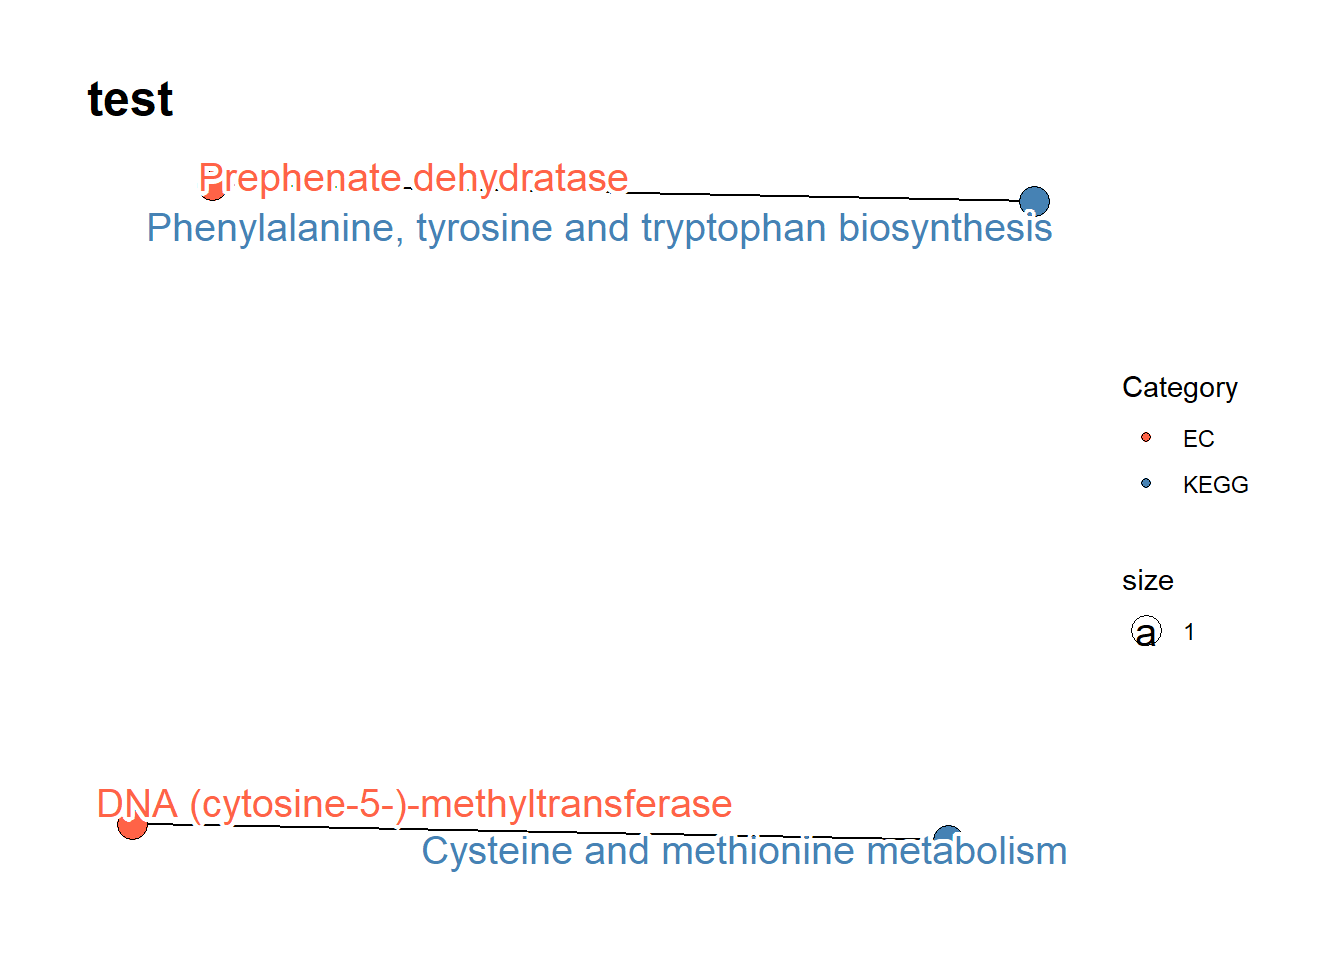 test
Prephenate dehydratase
Phenylalanine, tyrosine and tryptophan biosynthesis
Category
EC
KEGG
size
a 1
DNA (cytosine-5-)-methyltransferase
Cysteine and methionine metabolism